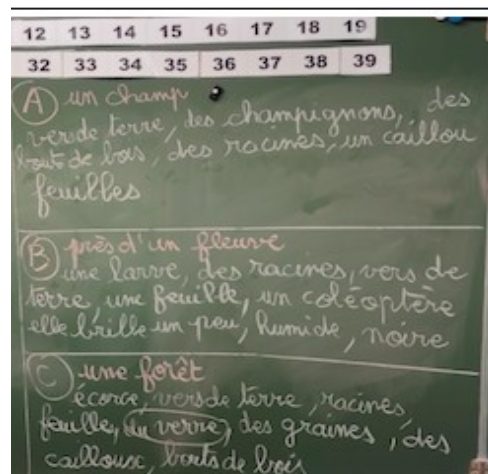 12 13 14 15 16 17 18 19
32 33 34 35 36 37 38 39
A un champ
vers de terre, des champignons, des
bouts de bois, des racines, un caillou
feuilles
B près d'un fleuve
une larve, des racines, vers de
terre, une feuille, un coléoptère
elle brille un peu, humide, noire
C une forêt
écorce, vers de terre, racines,
feuille, du verre, des graines, des
cailloux, bouts de bois